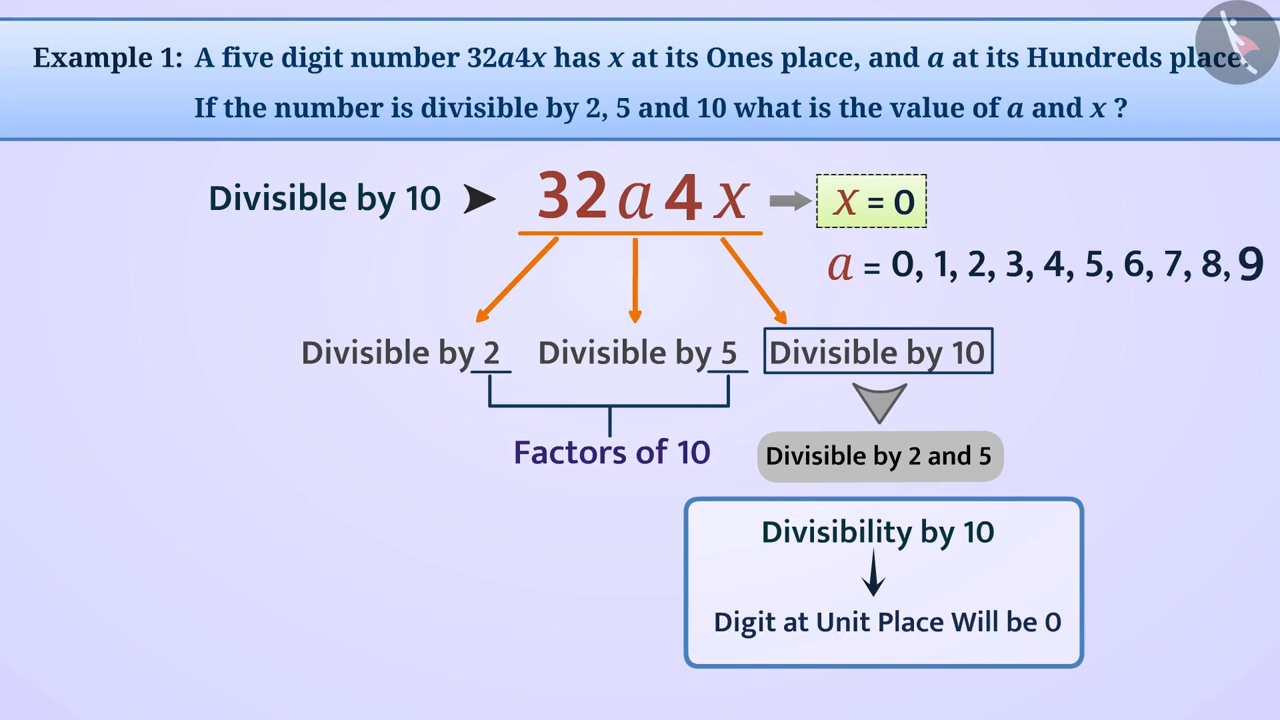 Example 1: A five digit number 32a4x has x at its Ones place, and a at its Hundreds place.
If the number is divisible by 2, 5 and 10 what is the value of a and x ?
Divisible by 10 ➤ 32a4x → x = 0
a = 0, 1, 2, 3, 4, 5, 6, 7, 8, 9
Divisible by 2 Divisible by 5 Divisible by 10
Factors of 10 Divisible by 2 and 5
Divisibility by 10
Digit at Unit Place Will be 0